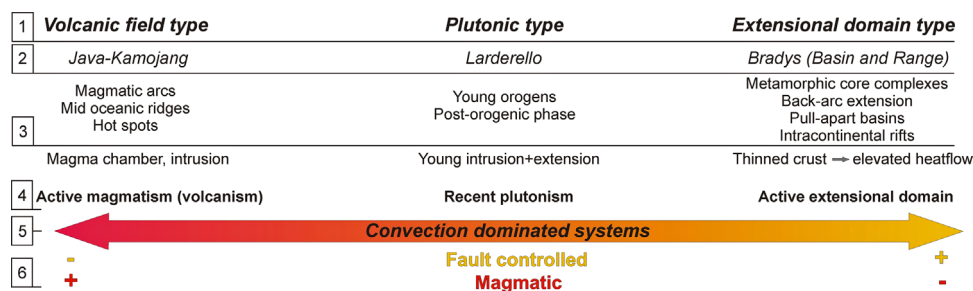 1 Volcanic field type Plutonic type Extensional domain type
2 Java-Kamojang Larderello Bradys (Basin and Range)
3
Magmatic arcs
Mid oceanic ridges
Hot spots
Young orogens
Post-orogenic phase
Metamorphic core complexes
Back-arc extension
Pull-apart basins
Intracontinental rifts
Magma chamber, intrusion Young intrusion+extension Thinned crust → elevated heatflow
4 Active magmatism (volcanism) Recent plutonism Active extensional domain
5 Convection dominated systems
6
- Fault controlled +
+ Magmatic -